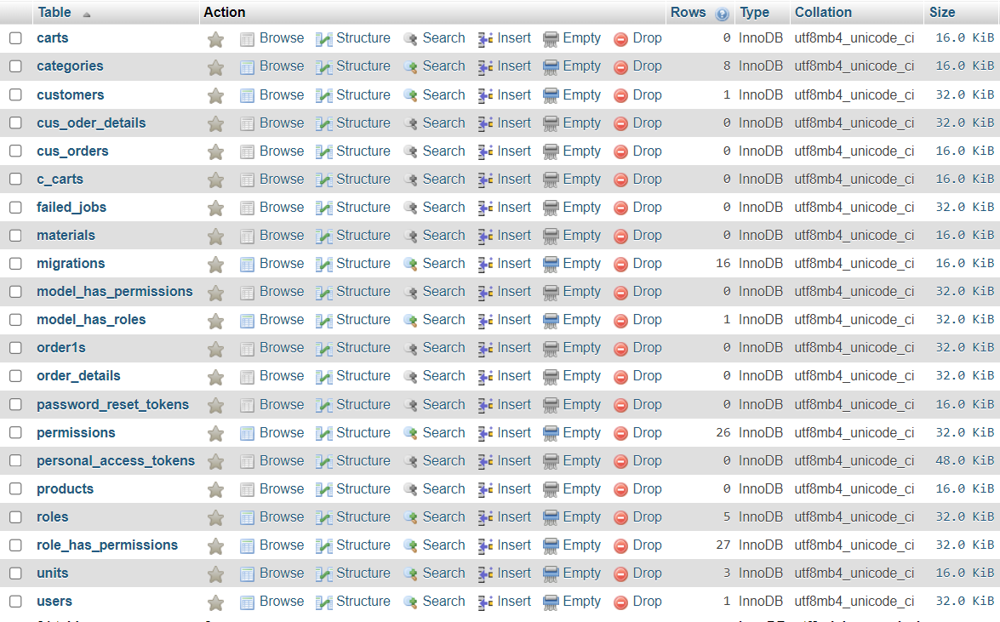 Table Action Rows Type Collation Size
carts Browse Structure Search Insert Empty Drop 0 InnoDB utf8mb4_unicode_ci 16.0 KiB
categories Browse Structure Search Insert Empty Drop 8 InnoDB utf8mb4_unicode_ci 16.0 KiB
customers Browse Structure Search Insert Empty Drop 1 InnoDB utf8mb4_unicode_ci 32.0 KiB
cus_oder_details Browse Structure Search Insert Empty Drop 0 InnoDB utf8mb4_unicode_ci 32.0 KiB
cus_orders Browse Structure Search Insert Empty Drop 0 InnoDB utf8mb4_unicode_ci 16.0 KiB
c_carts Browse Structure Search Insert Empty Drop 0 InnoDB utf8mb4_unicode_ci 16.0 KiB
failed_jobs Browse Structure Search Insert Empty Drop 0 InnoDB utf8mb4_unicode_ci 32.0 KiB
materials Browse Structure Search Insert Empty Drop 0 InnoDB utf8mb4_unicode_ci 16.0 KiB
migrations Browse Structure Search Insert Empty Drop 16 InnoDB utf8mb4_unicode_ci 16.0 KiB
model_has_permissions Browse Structure Search Insert Empty Drop 0 InnoDB utf8mb4_unicode_ci 32.0 KiB
model_has_roles Browse Structure Search Insert Empty Drop 1 InnoDB utf8mb4_unicode_ci 32.0 KiB
order1s Browse Structure Search Insert Empty Drop 0 InnoDB utf8mb4_unicode_ci 32.0 KiB
order_details Browse Structure Search Insert Empty Drop 0 InnoDB utf8mb4_unicode_ci 32.0 KiB
password_reset_tokens Browse Structure Search Insert Empty Drop 0 InnoDB utf8mb4_unicode_ci 16.0 KiB
permissions Browse Structure Search Insert Empty Drop 26 InnoDB utf8mb4_unicode_ci 32.0 KiB
personal_access_tokens Browse Structure Search Insert Empty Drop 0 InnoDB utf8mb4_unicode_ci 48.0 KiB
products Browse Structure Search Insert Empty Drop 0 InnoDB utf8mb4_unicode_ci 16.0 KiB
roles Browse Structure Search Insert Empty Drop 5 InnoDB utf8mb4_unicode_ci 32.0 KiB
role_has_permissions Browse Structure Search Insert Empty Drop 27 InnoDB utf8mb4_unicode_ci 32.0 KiB
units Browse Structure Search Insert Empty Drop 3 InnoDB utf8mb4_unicode_ci 16.0 KiB
users Browse Structure Search Insert Empty Drop 1 InnoDB utf8mb4_unicode_ci 32.0 KiB